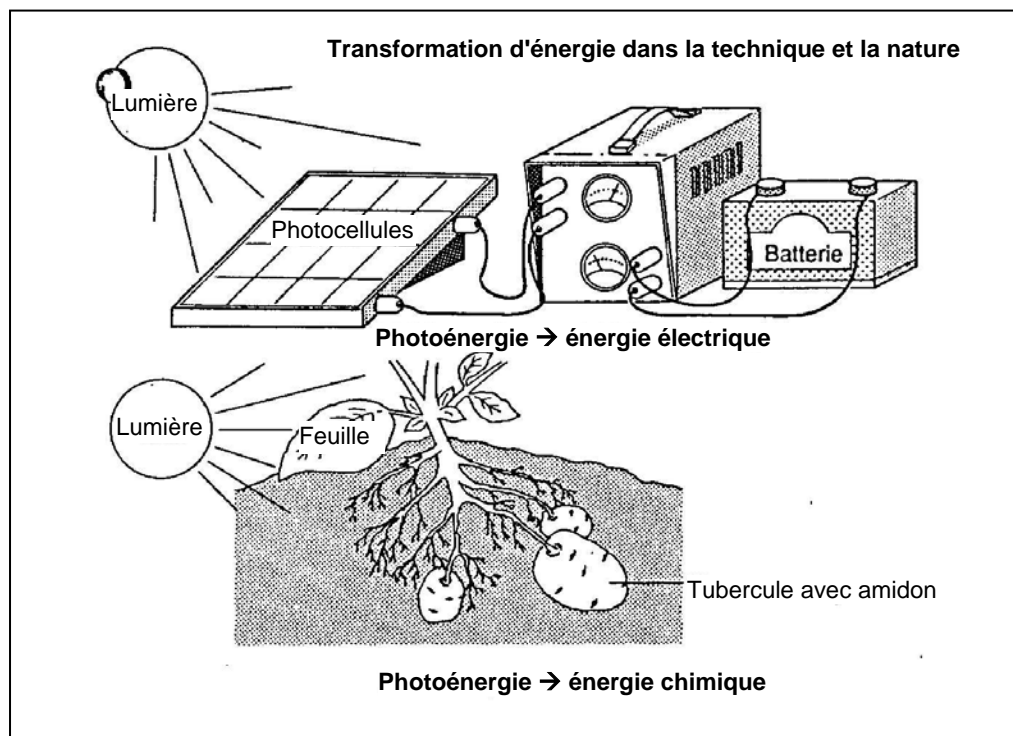 Transformation d'énergie dans la technique et la nature
Lumière
Photocellules
Batterie
Photoénergie → énergie électrique
Lumière
Feuille
Tubercule avec amidon
Photoénergie → énergie chimique